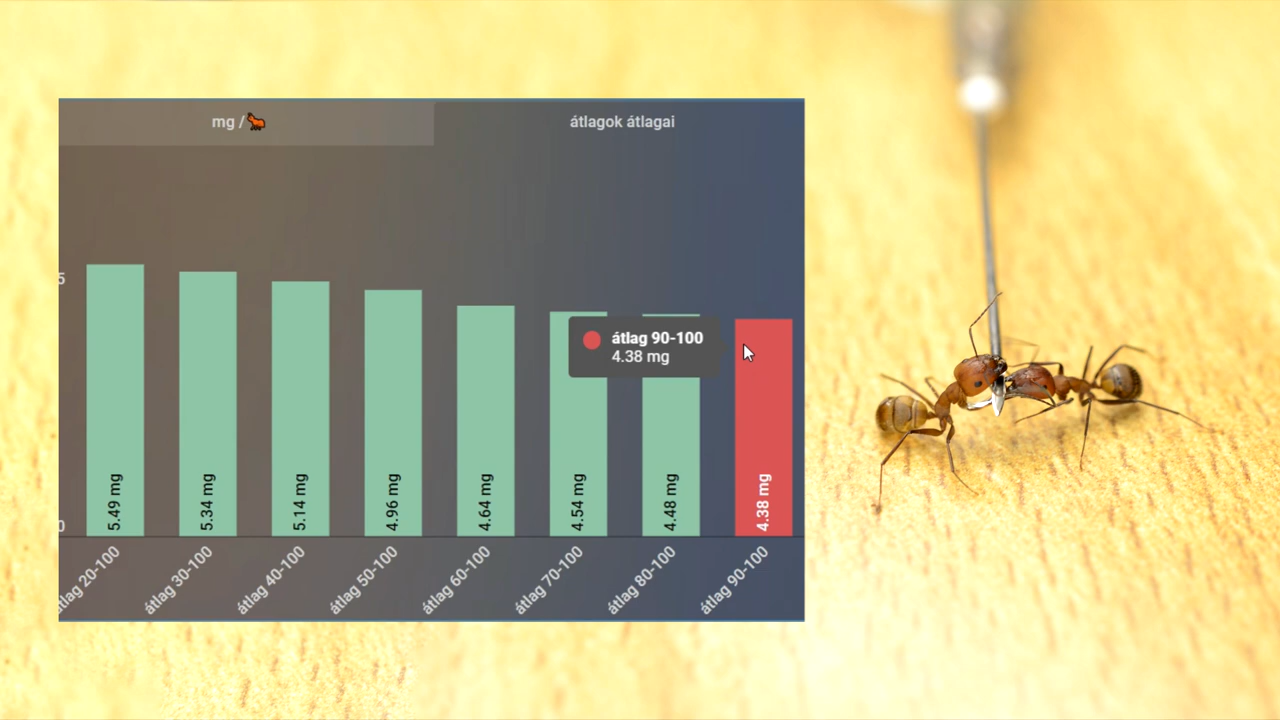 mg /
átlagok átlagai
5
0
átlag 90-100
4.38 mg
5.49 mg
5.34 mg
5.14 mg
4.96 mg
4.64 mg
4.54 mg
4.48 mg
4.38 mg
átlag 20-100
átlag 30-100
átlag 40-100
átlag 50-100
átlag 60-100
átlag 70-100
átlag 80-100
átlag 90-100